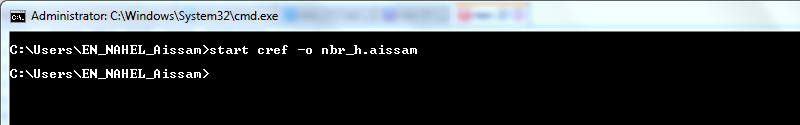 Administrator: C:\Windows\System32\cmd.exe
C:\Users\EN_NAHEL_Aissam>start cref -o nbr_h.aissam
C:\Users\EN_NAHEL_Aissam>